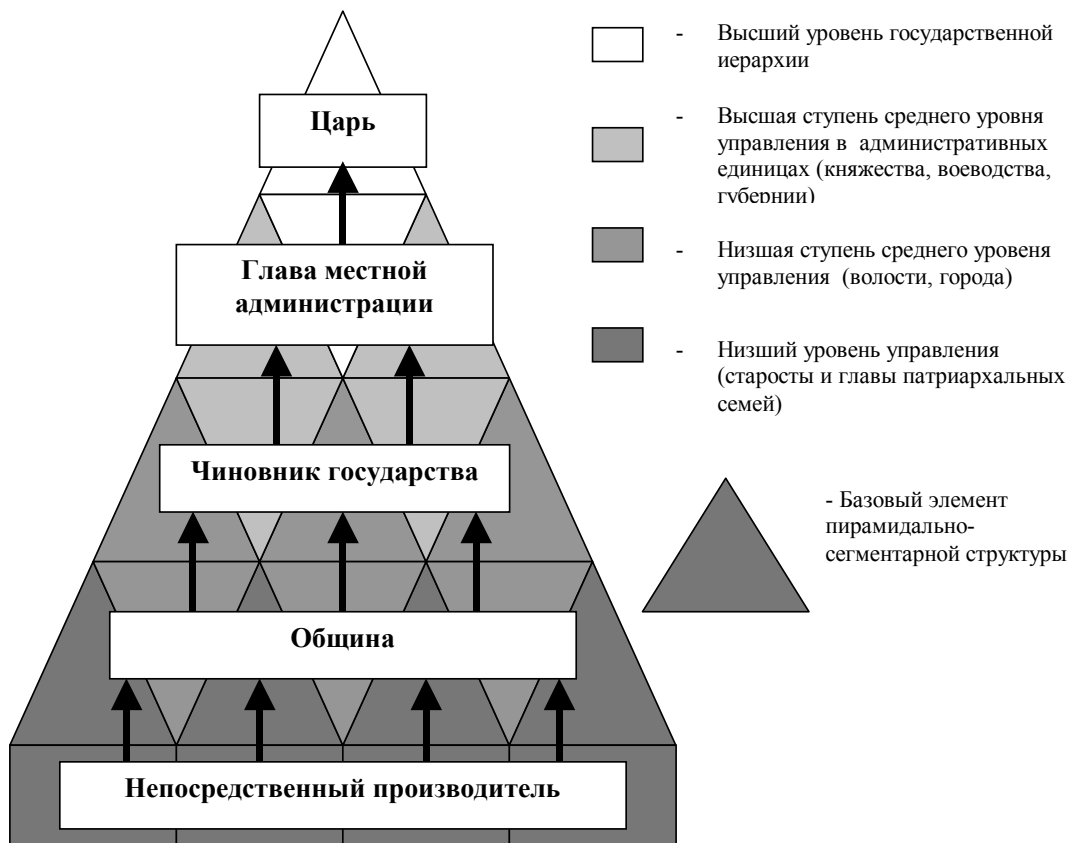 Царь
Глава местной
администрации
Чиновник государства
Община
Непосредственный производитель
- Высший уровень государственной
иерархии
- Высшая ступень среднего уровня
управления в административных
единицах (княжества, воеводства,
губернии)
- Низшая ступень среднего уровеня
управления (волости, города)
- Низший уровень управления
(старосты и главы патриархальных
семей)
- Базовый элемент
пирамидально-
сегментарной структуры